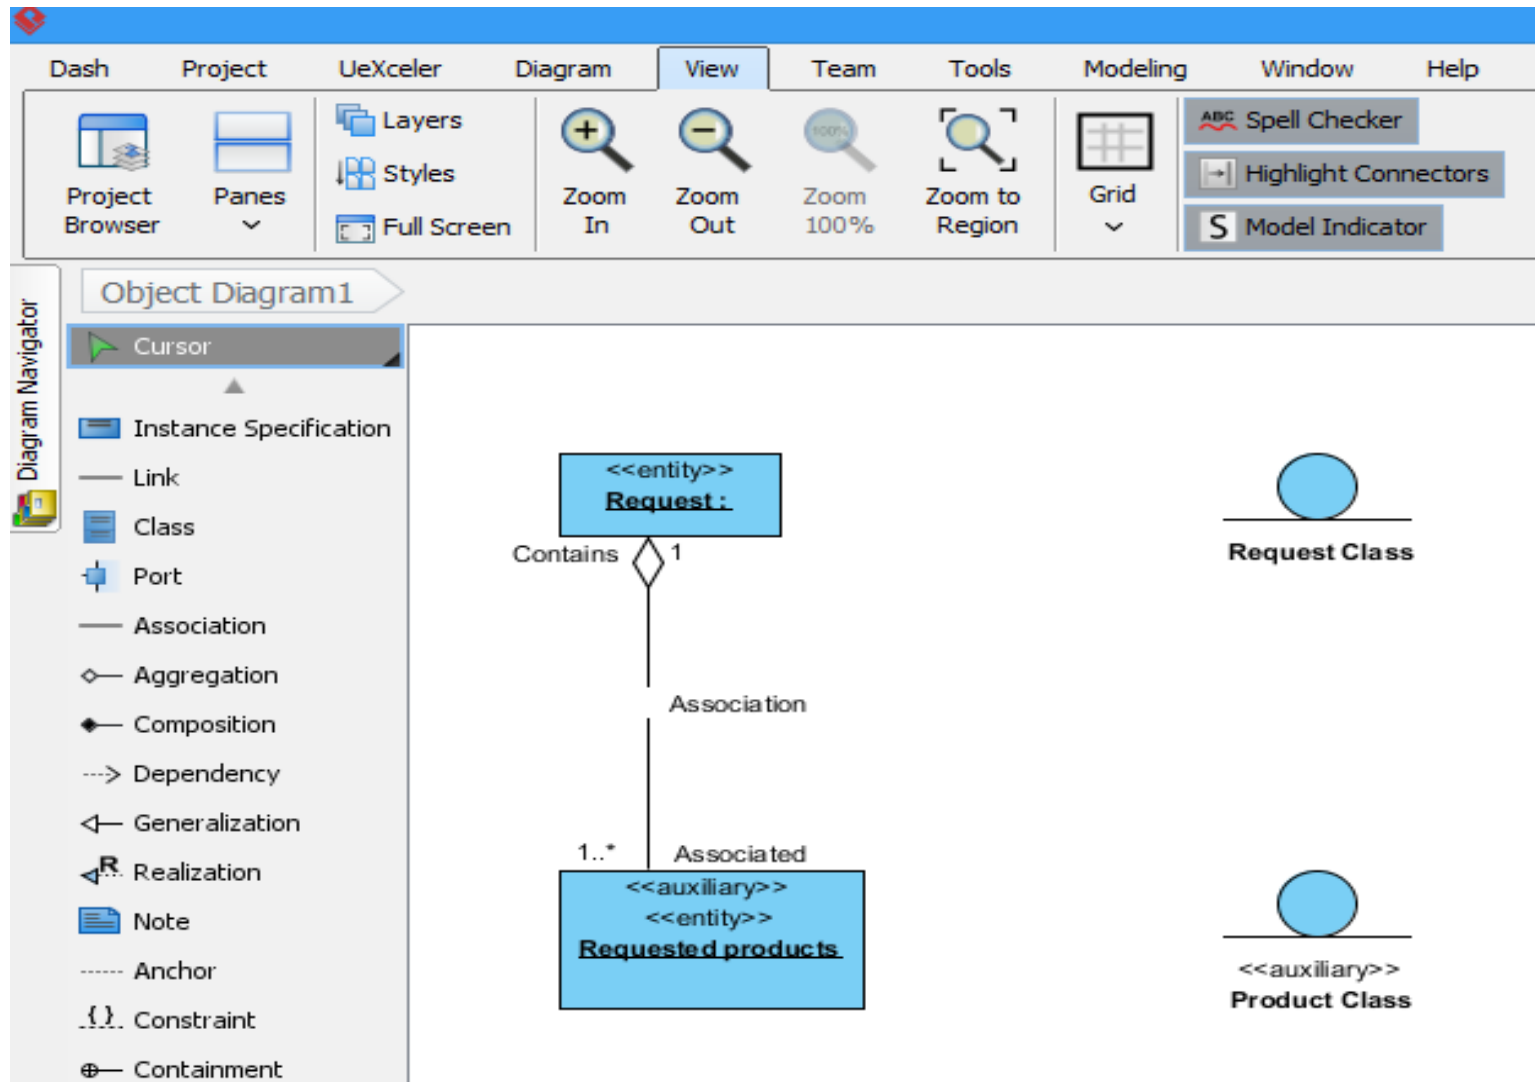 Dash Project UeXceler Diagram View Team Tools Modeling Window Help
Project Browser
Panes
Layers
Styles
Full Screen
Zoom In
Zoom Out
100%
Zoom 100%
Zoom to Region
Grid
ABC Spell Checker
Highlight Connectors
S Model Indicator
Diagram Navigator
Object Diagram1
Cursor
Instance Specification
Link
Class
Port
Association
Aggregation
Composition
Dependency
Generalization
R Realization
Note
Anchor
{ } Constraint
Containment
<<entity>>
Request :
Contains 1
Association
1..* Associated
<<auxiliary>>
<<entity>>
Requested products
Request Class
<<auxiliary>>
Product Class